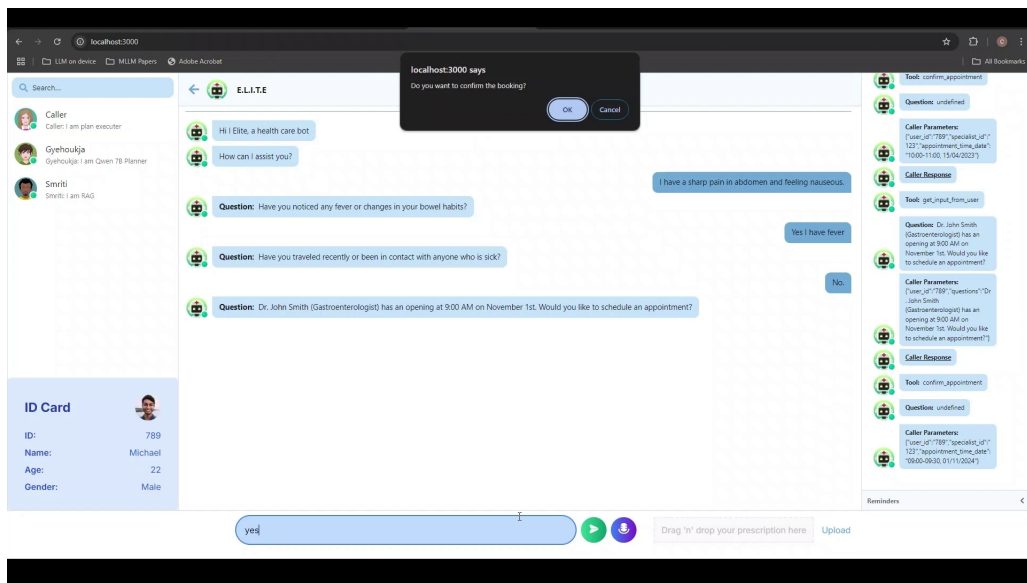 localhost:3000
LLM on device
MLLM Papers
Adobe Acrobat
All Bookmarks
localhost:3000 says
Do you want to confirm the booking?
OK
Cancel
Search...
Caller
Caller: I am plan executer
Gyehoukja
Gyehoukja: I am Qwen 7B Planner
Smriti
Smriti: I am RAG
ID Card
ID: 789
Name: Michael
Age: 22
Gender: Male
E.L.I.T.E
Hi I Elite, a health care bot
How can I assist you?
I have a sharp pain in abdomen and feeling nauseous.
Question: Have you noticed any fever or changes in your bowel habits?
Yes I have fever
Question: Have you traveled recently or been in contact with anyone who is sick?
No.
Question: Dr. John Smith (Gastroenterologist) has an opening at 9:00 AM on November 1st. Would you like to schedule an appointment?
yes
Drag 'n' drop your prescription here
Upload
Tool: confirm_appointment
Question: undefined
Caller Parameters:
{"user_id":"789","specialist_id":"
123","appointment_time_date":
"10:00-11:00, 15/04/2023"}
Caller Response
Tool: get_input_from_user
Question: Dr. John Smith
(Gastroenterologist) has an
opening at 9:00 AM on
November 1st. Would you like
to schedule an appointment?
Caller Parameters:
{"user_id":"789","questions":"Dr
. John Smith
(Gastroenterologist) has an
opening at 9:00 AM on
November 1st. Would you like
to schedule an appointment?"}
Caller Response
Tool: confirm_appointment
Question: undefined
Caller Parameters:
{"user_id":"789","specialist_id":"
123","appointment_time_date":
"09:00-09:30, 01/11/2024"}
Reminders